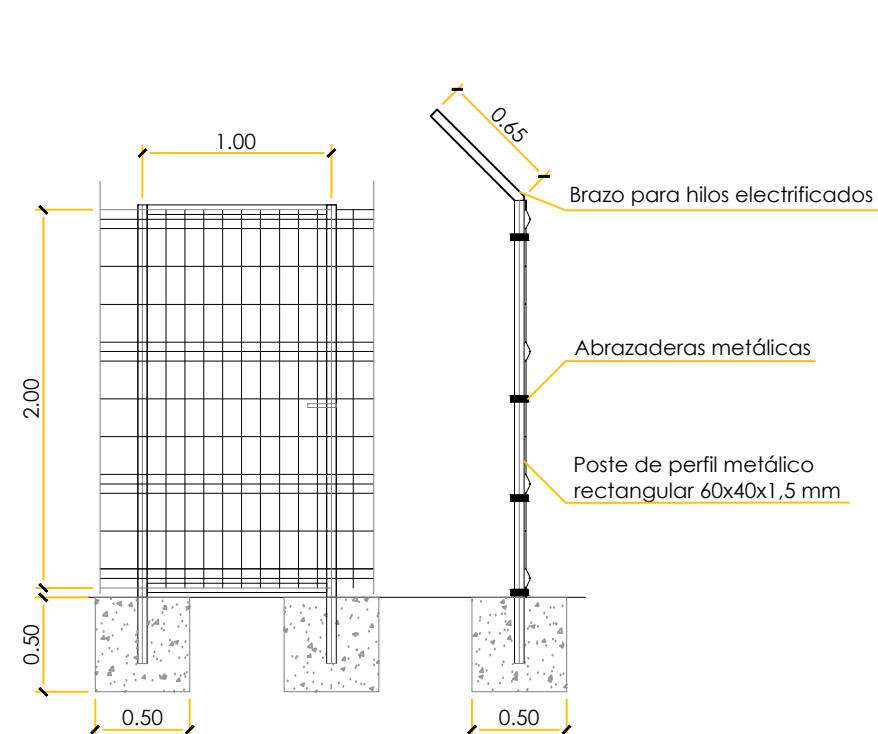 1.00
0.65
Brazo para hilos electrificados
2.00
Abrazaderas metálicas
Poste de perfil metálico
rectangular 60x40x1,5 mm
0.50
0.50
0.50